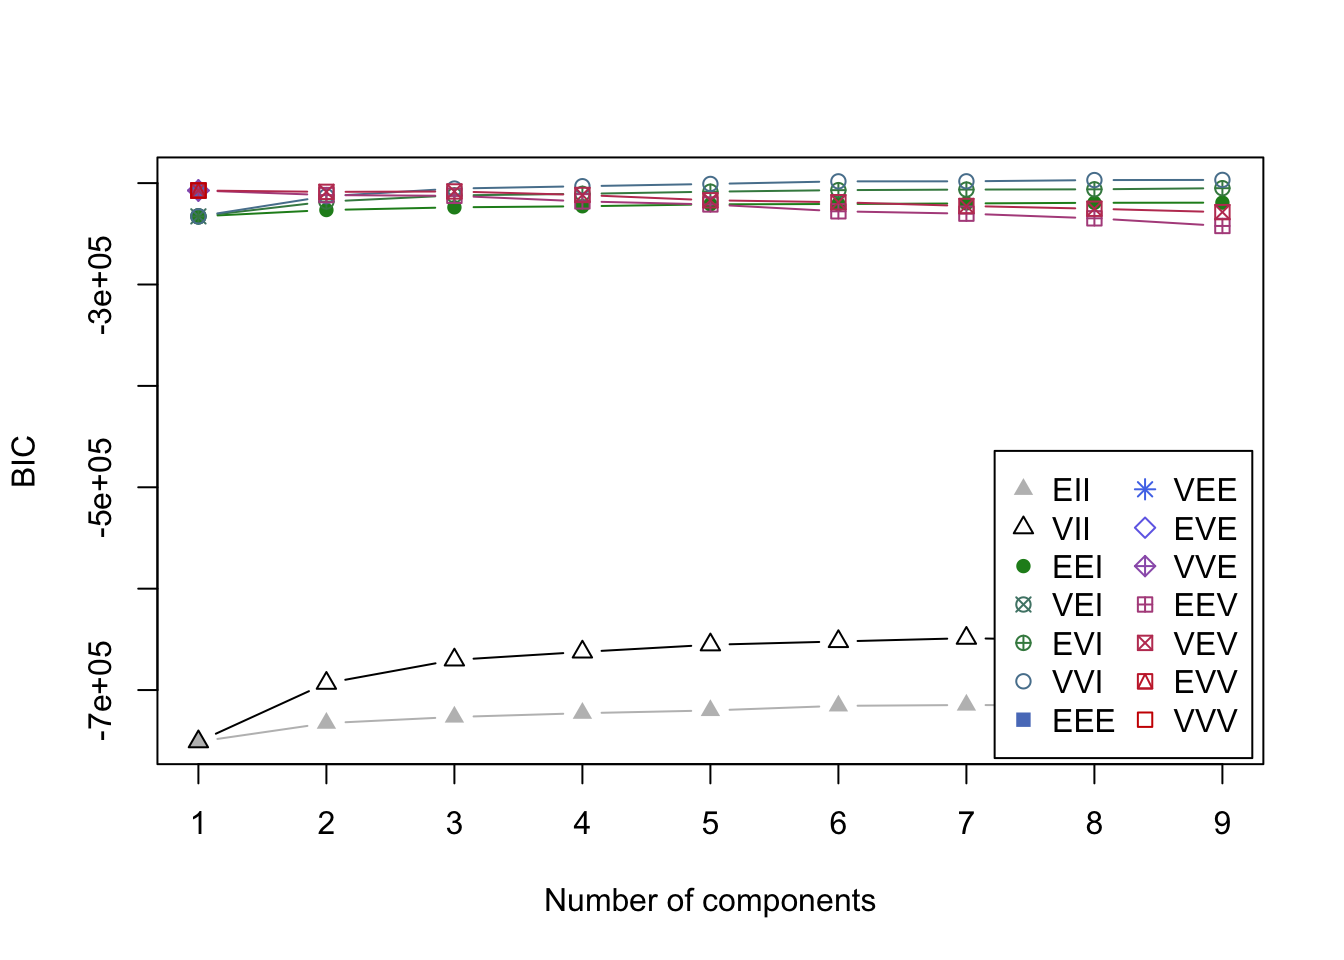 BIC
-3e+05
-5e+05
-7e+05
EII VEE
VII EVE
EEI VVE
VEI EEV
EVI VEV
VVI EVV
EEE VVV
1 2 3 4 5 6 7 8 9
Number of components